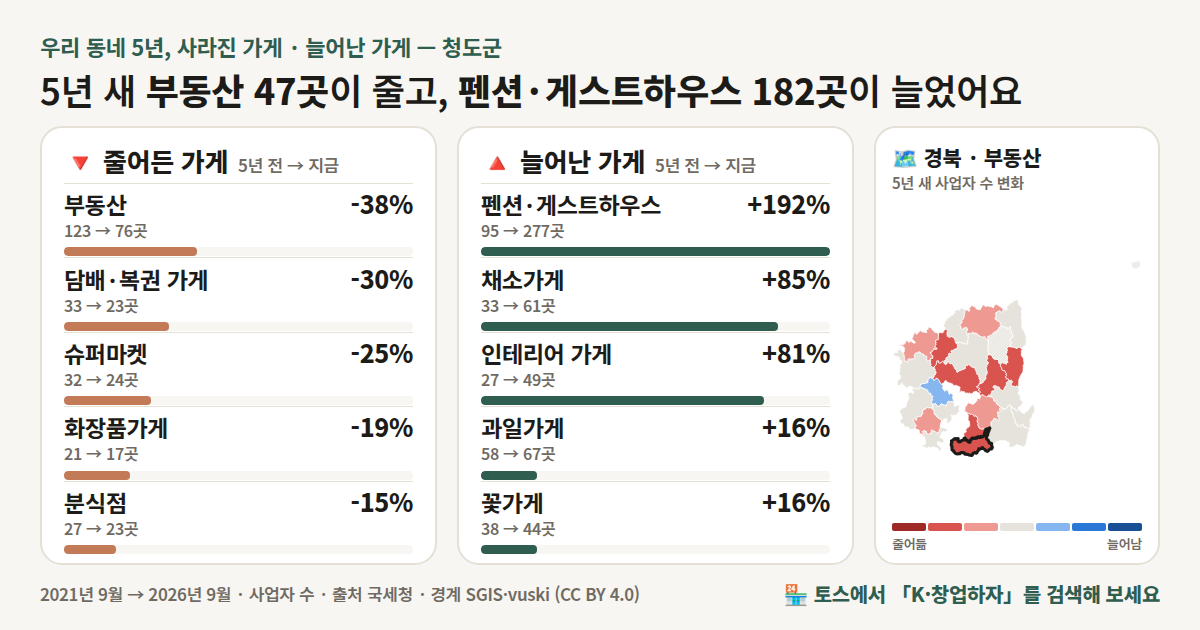 우리 동네 5년, 사라진 가게 · 늘어난 가게 — 청도군
5년 새 부동산 47곳이 줄고, 펜션·게스트하우스 182곳이 늘었어요
🔻 줄어든 가게 5년 전 → 지금
부동산 -38%
123 → 76곳
담배·복권 가게 -30%
33 → 23곳
슈퍼마켓 -25%
32 → 24곳
화장품가게 -19%
21 → 17곳
분식점 -15%
27 → 23곳
🔺 늘어난 가게 5년 전 → 지금
펜션·게스트하우스 +192%
95 → 277곳
채소가게 +85%
33 → 61곳
인테리어 가게 +81%
27 → 49곳
과일가게 +16%
58 → 67곳
꽃가게 +16%
38 → 44곳
🗺️ 경북 · 부동산
5년 새 사업자 수 변화
줄어듦 늘어남
2021년 9월 → 2026년 9월 · 사업자 수 · 출처 국세청 · 경계 SGIS·vuski (CC BY 4.0)
🏪 토스에서 「K·창업하자」를 검색해 보세요